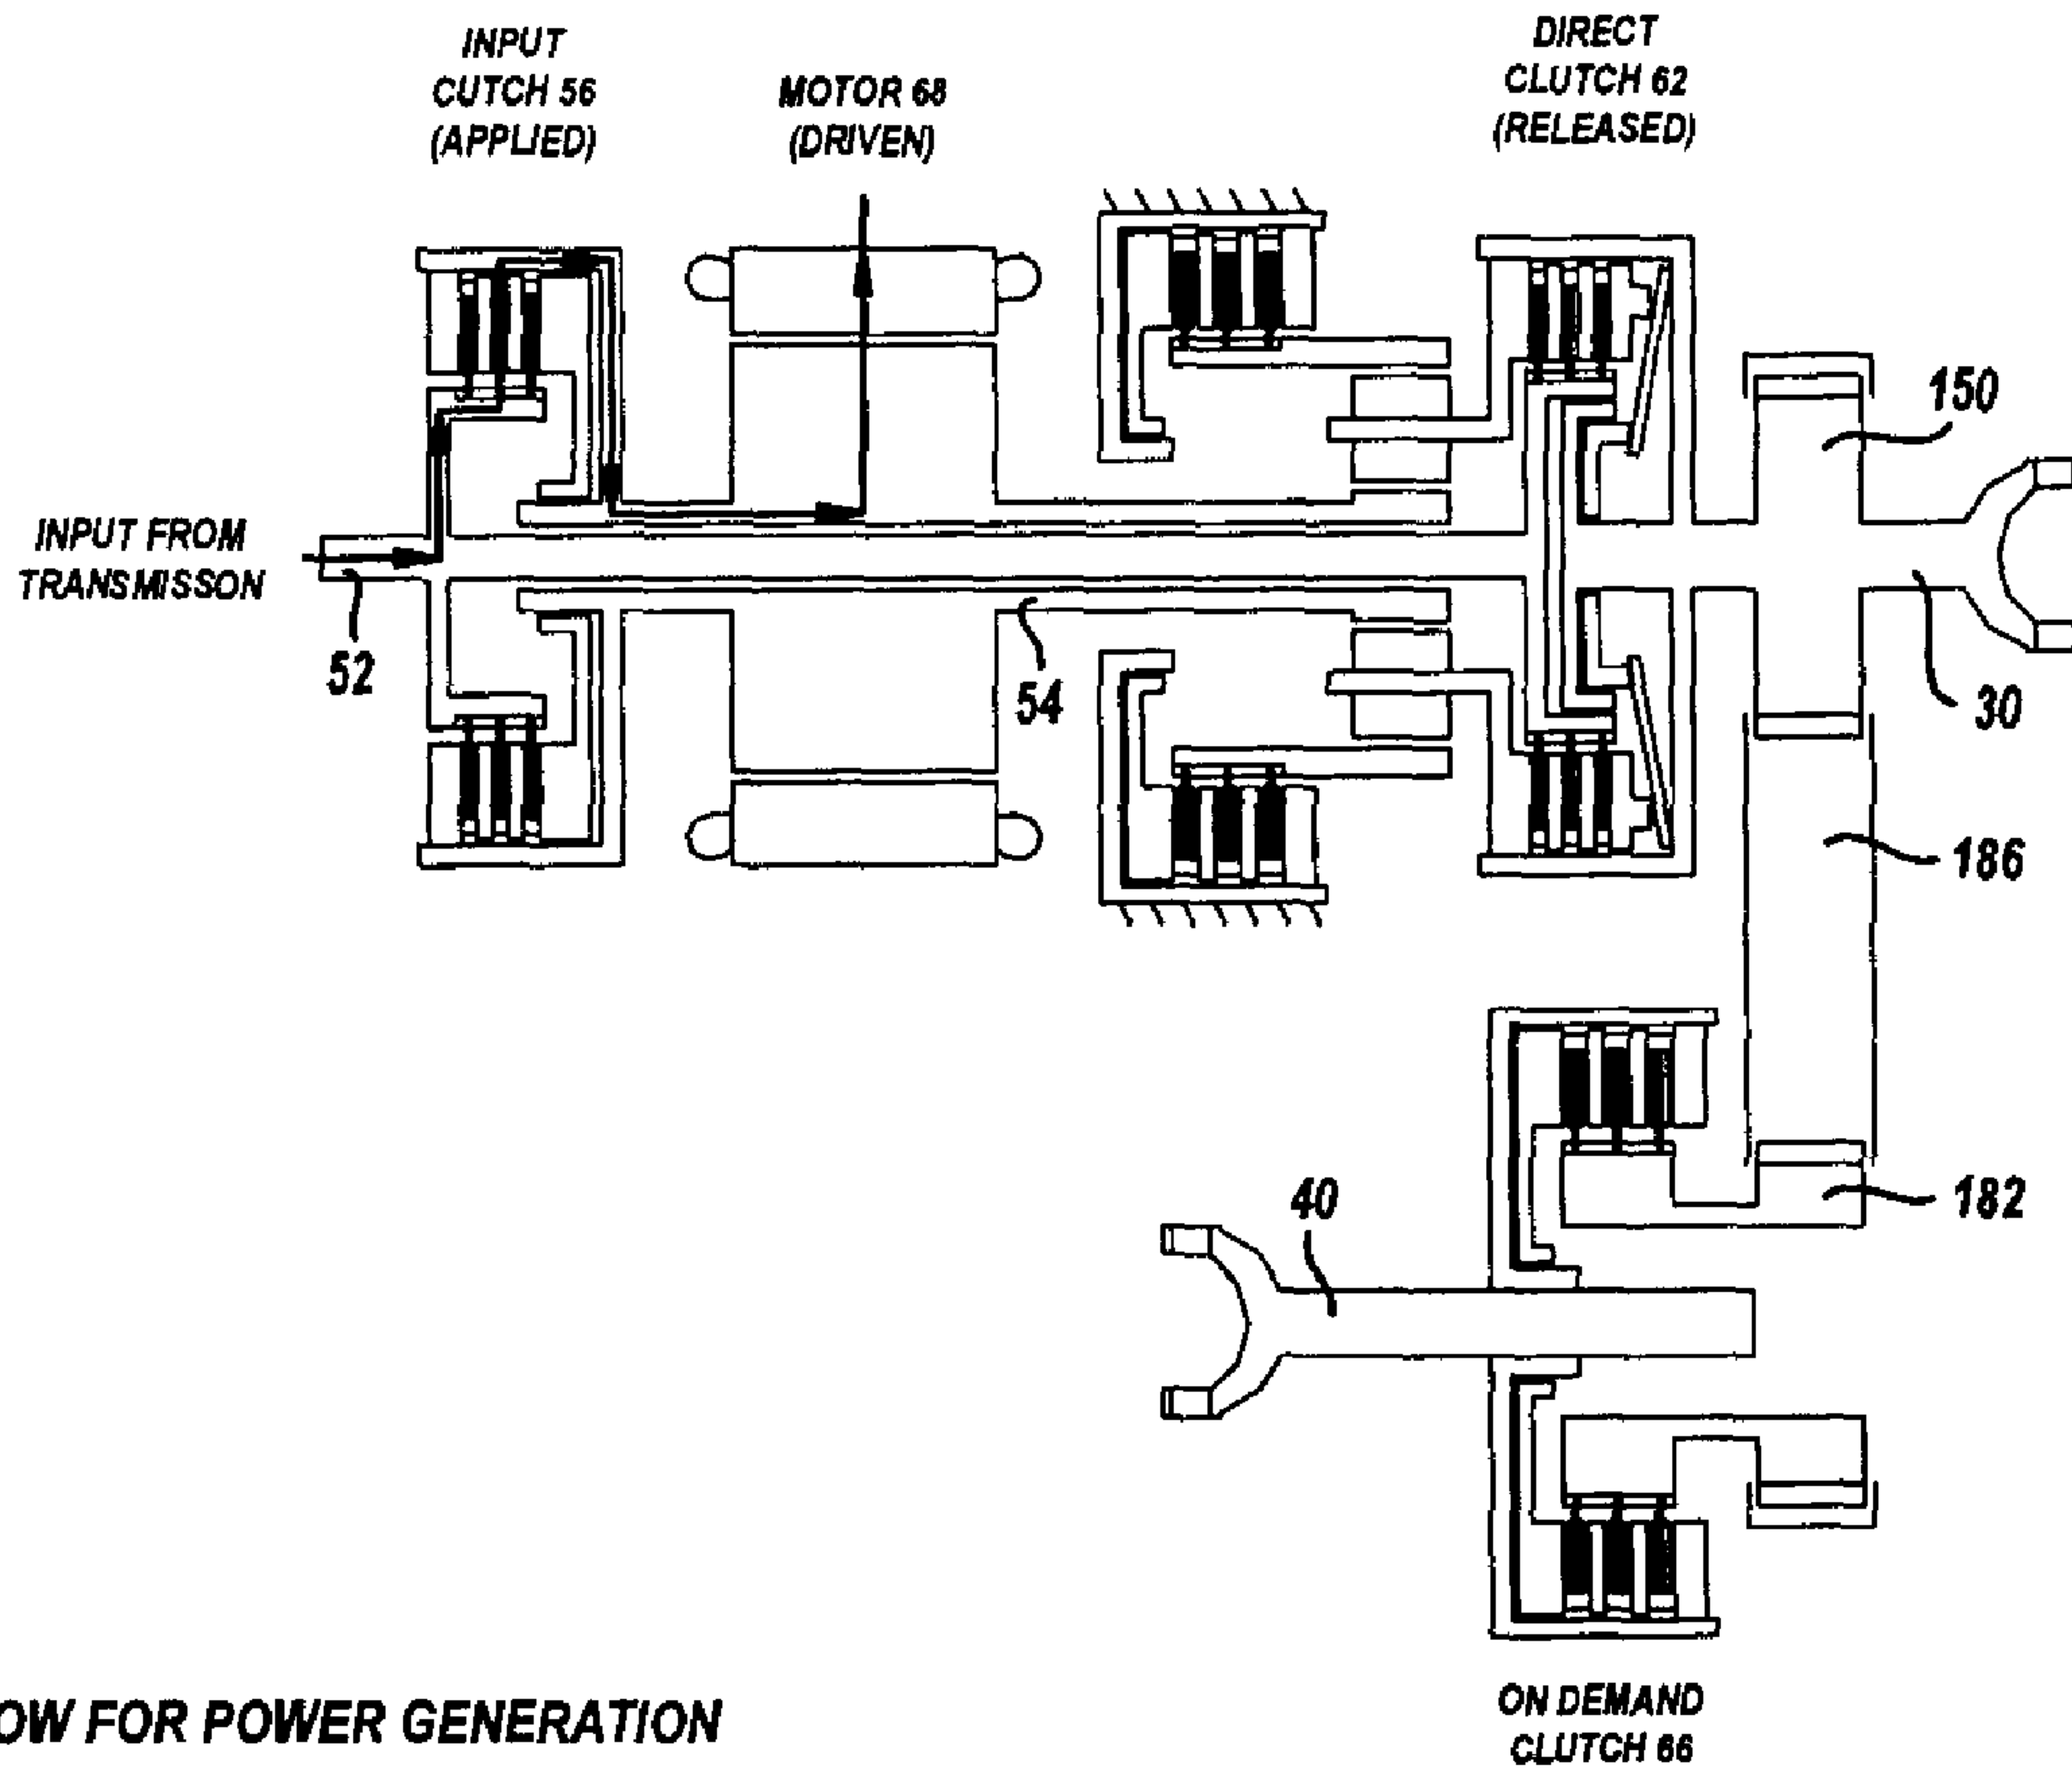 INPUT
CUTCH 56
(APPLIED)
MOTOR 68
(DRIVEN)
DIRECT
CLUTCH 62
(RELEASED)
150
INPUT FROM
TRANSMISSON
52
54
30
186
182
40
FOR POWER GENERATION
ON DEMAND
CLUTCH 66